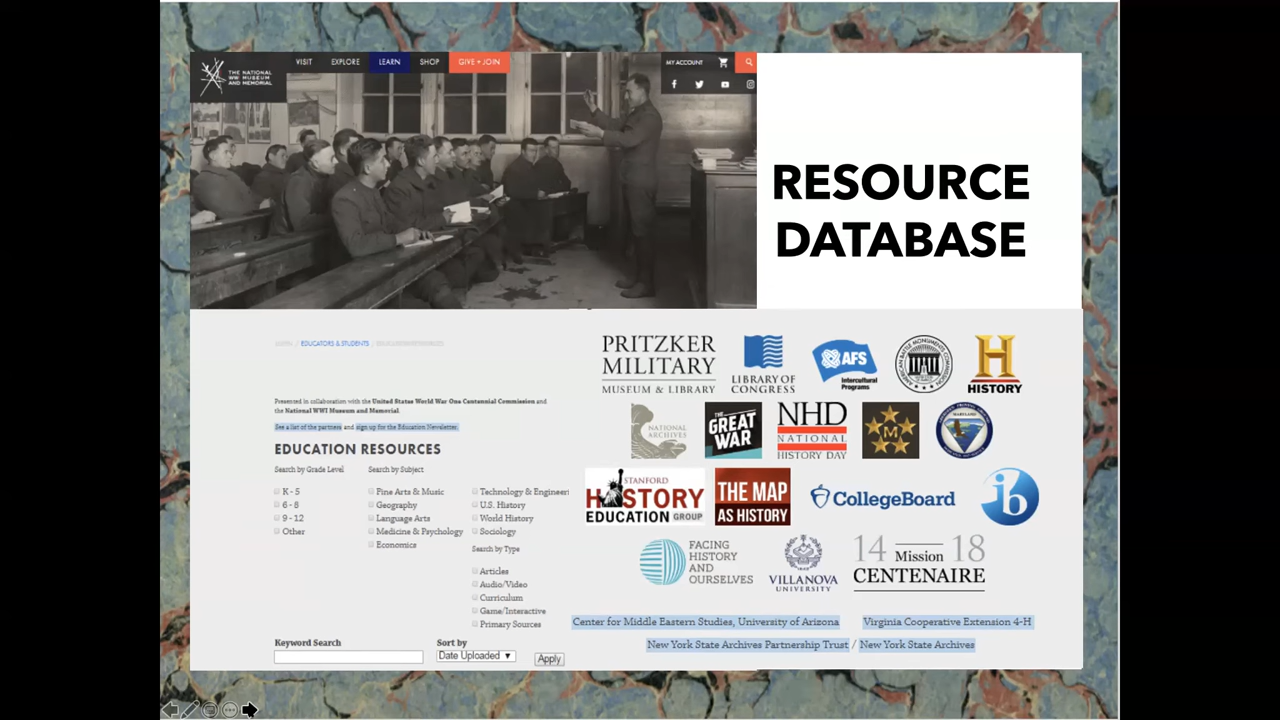 THE NATIONAL
WWI MUSEUM
AND MEMORIAL
VISIT EXPLORE LEARN SHOP GIVE + JOIN
MY ACCOUNT
RESOURCE
DATABASE
EDUCATORS & STUDENTS /
Presented in collaboration with the United States World War One Centennial Commission and
the National WWI Museum and Memorial.
See a list of the partners and sign up for the Education Newsletter.
EDUCATION RESOURCES
Search by Grade Level
K - 5
6 - 8
9 - 12
Other
Search by Subject
Fine Arts & Music
Geography
Language Arts
Medicine & Psychology
Economics
Technology & Engineeri
U.S. History
World History
Sociology
Search by Type
Articles
Audio/Video
Curriculum
Game/Interactive
Primary Sources
Keyword Search
Sort by
Date Uploaded ▼
Apply
PRITZKER
MILITARY
MUSEUM & LIBRARY
LIBRARY OF
CONGRESS
AFS
Intercultural
Programs
AMERICAN BATTLE MONUMENTS COMMISSION
H
HISTORY
NATIONAL
ARCHIVES
THE
GREAT
WAR
NHD
NATIONAL
HISTORY DAY
M
MARYLAND
STANFORD
HISTORY
EDUCATION GROUP
THE MAP
AS HISTORY
CollegeBoard
ib
FACING
HISTORY
AND
OURSELVES
VILLANOVA
UNIVERSITY
14 Mission 18
CENTENAIRE
Center for Middle Eastern Studies, University of Arizona
Virginia Cooperative Extension 4-H
New York State Archives Partnership Trust / New York State Archives